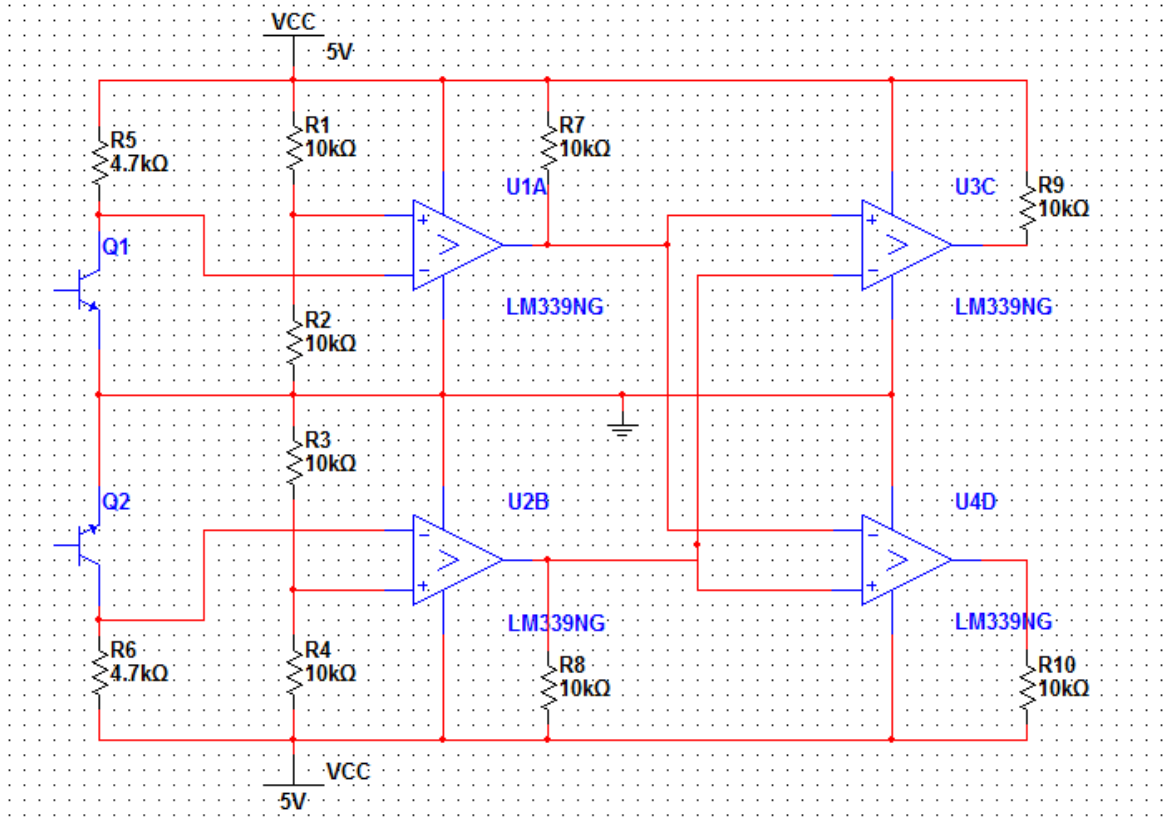 VCC
5V
R5
4.7kΩ
R1
10kΩ
R7
10kΩ
U1A
U3C
R9
10kΩ
+
+
Q1
−
−
LM339NG
LM339NG
R2
10kΩ
R3
10kΩ
Q2
U2B
U4D
−
−
+
+
LM339NG
LM339NG
R6
4.7kΩ
R4
10kΩ
R8
10kΩ
R10
10kΩ
VCC
5V